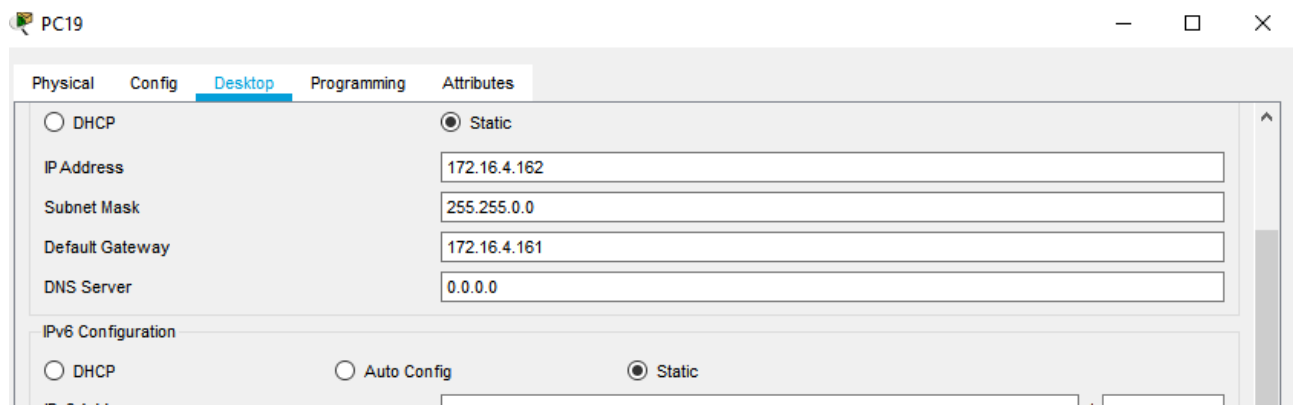 PC19
Physical Config Desktop Programming Attributes
DHCP Static
IP Address 172.16.4.162
Subnet Mask 255.255.0.0
Default Gateway 172.16.4.161
DNS Server 0.0.0.0
IPv6 Configuration
DHCP Auto Config Static